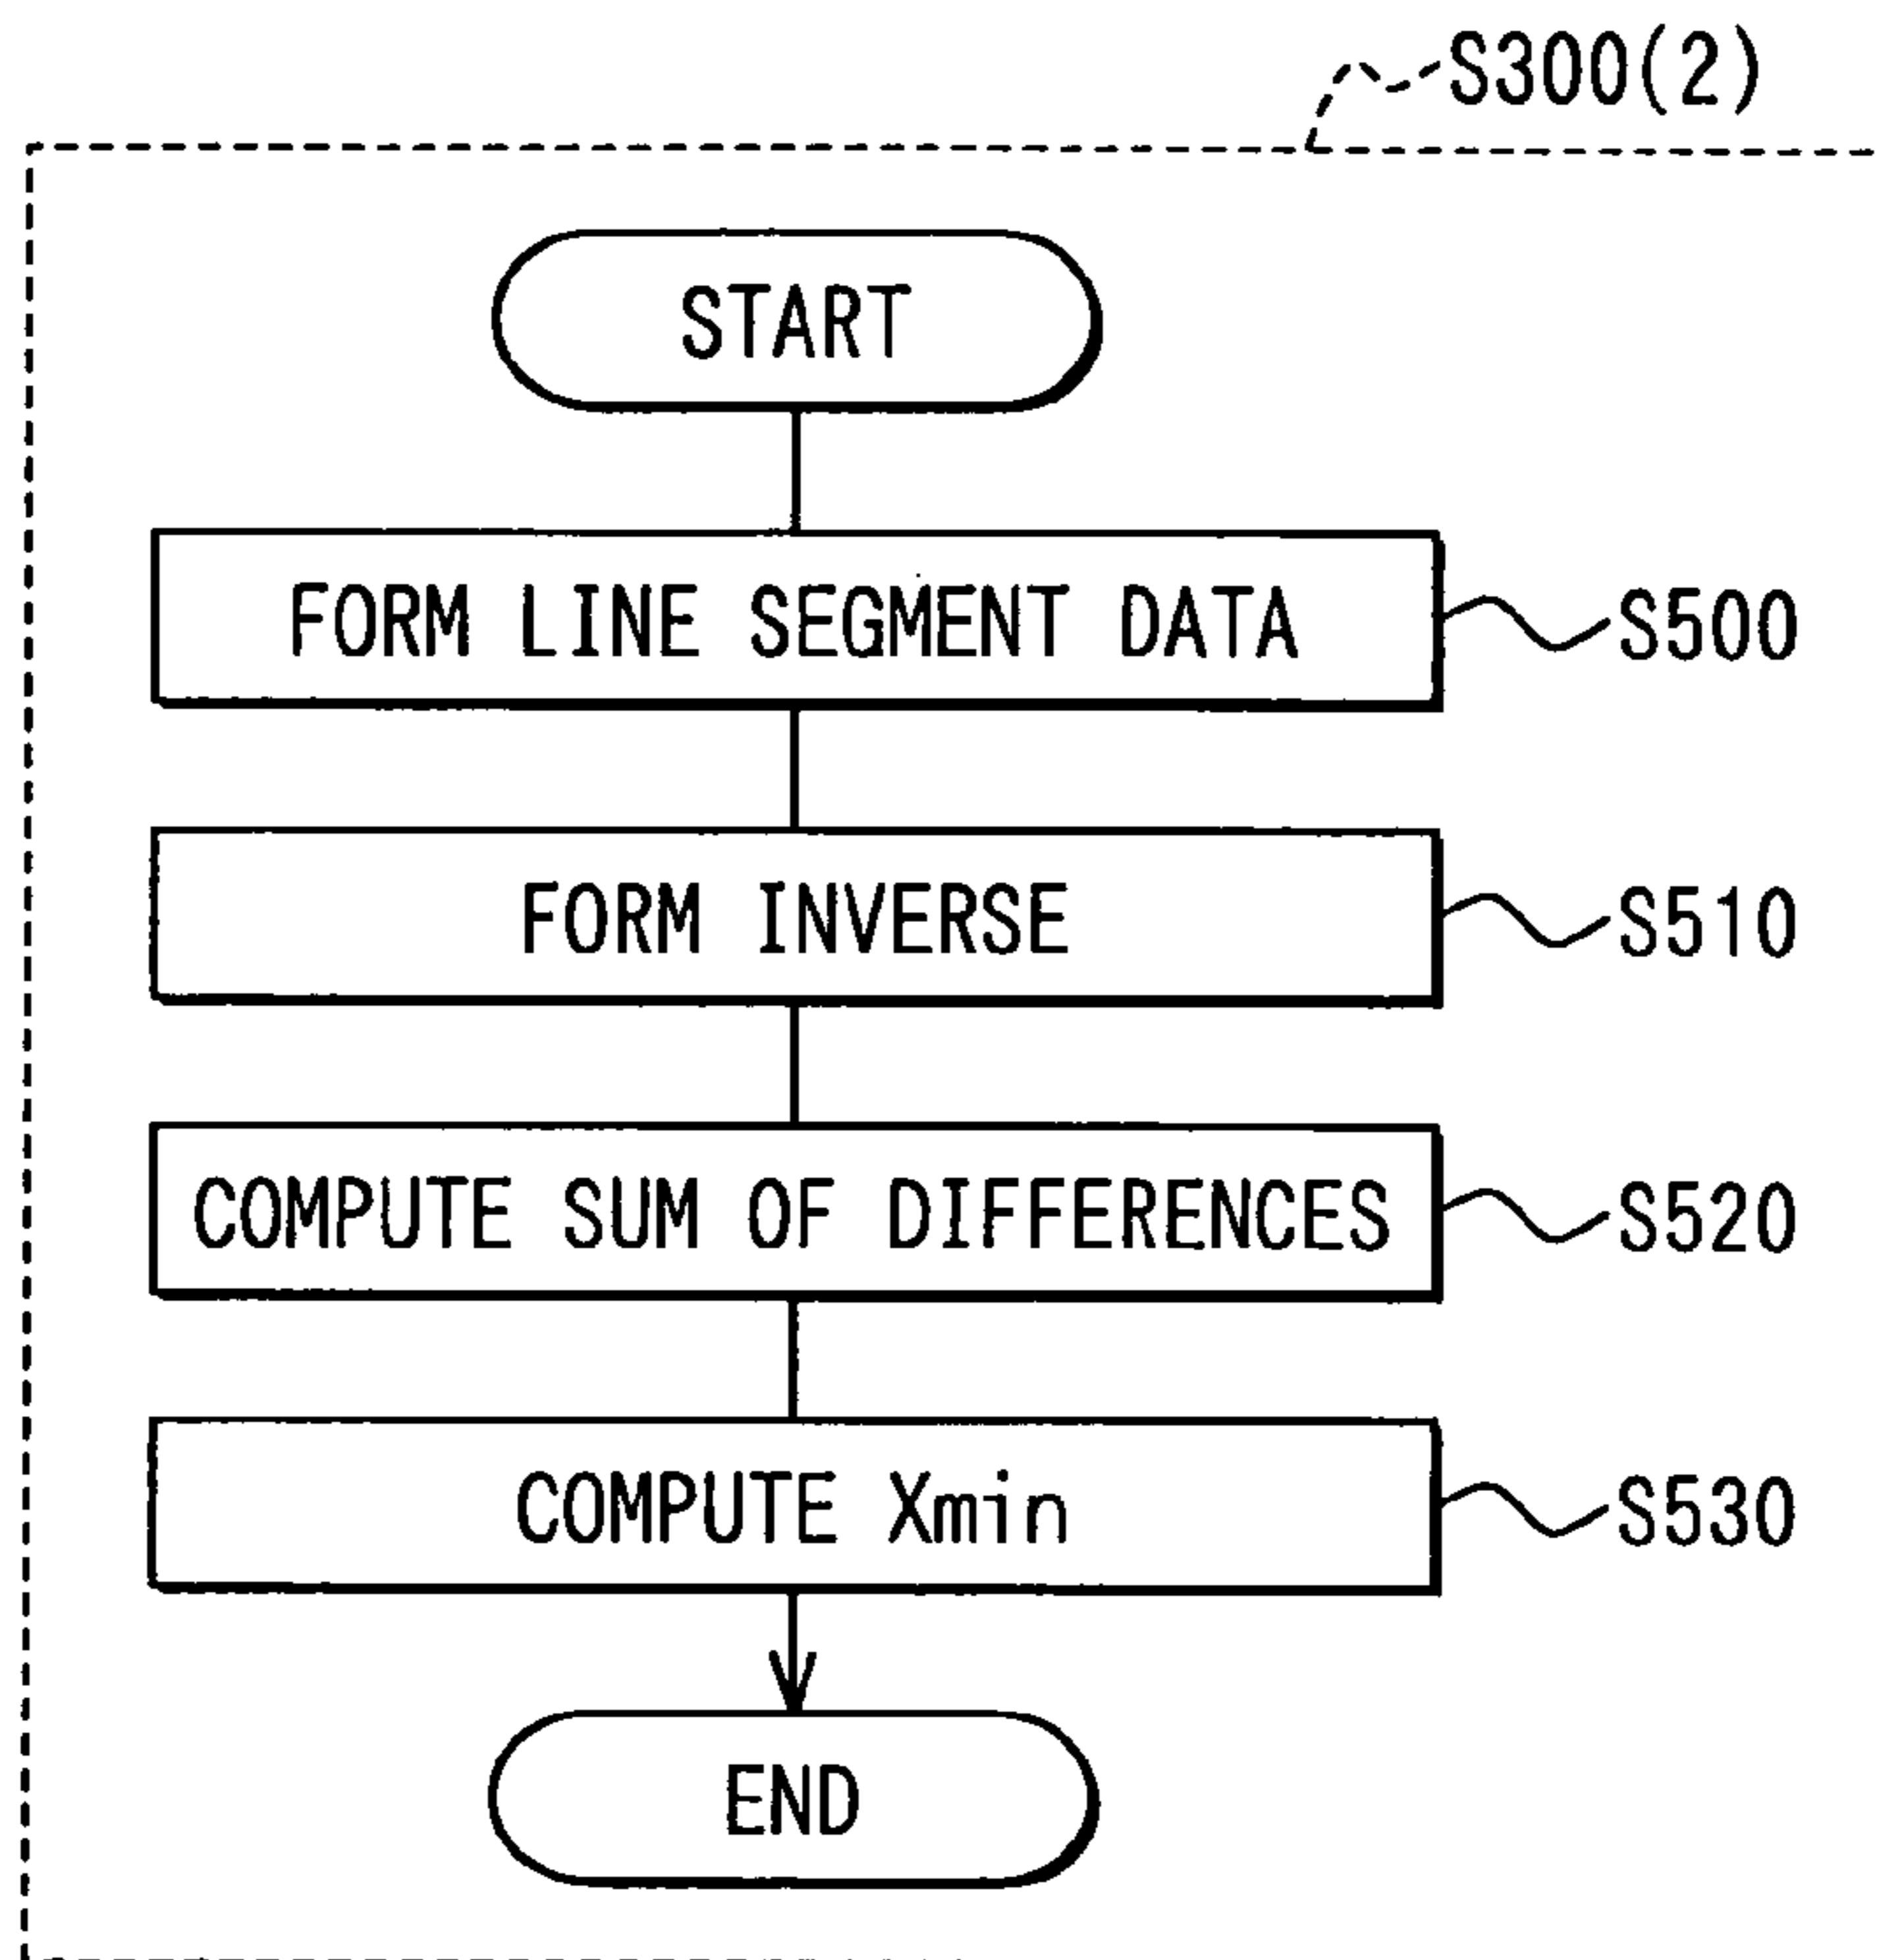 S300(2)
START
FORM LINE SEGMENT DATA
S500
FORM INVERSE
S510
COMPUTE SUM OF DIFFERENCES
S520
COMPUTE Xmin
S530
END